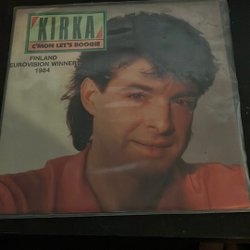 KIRKA
C'MON LET'S BOOGIE
FINLAND
EUROVISION WINNER
1984